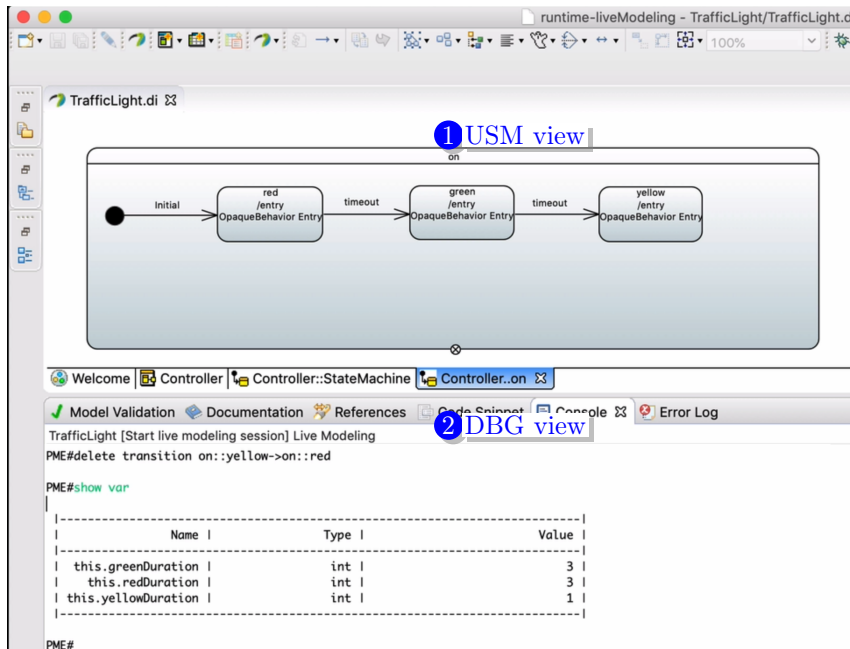 runtime-liveModeling - TrafficLight/TrafficLight.d
100%
TrafficLight.di
1 USM view
on
Initial
red
/entry
OpaqueBehavior Entry
timeout
green
/entry
OpaqueBehavior Entry
timeout
yellow
/entry
OpaqueBehavior Entry
Welcome Controller Controller::StateMachine Controller..on
Model Validation Documentation References Code Snippet Console Error Log
2 DBG view
TrafficLight [Start live modeling session] Live Modeling
PME#delete transition on::yellow->on::red
PME#show var
|---------------------------------------------------------------------------|
| Name | Type | Value |
|---------------------------------------------------------------------------|
| this.greenDuration | int | 3 |
| this.redDuration | int | 3 |
| this.yellowDuration | int | 1 |
|---------------------------------------------------------------------------|
PME#